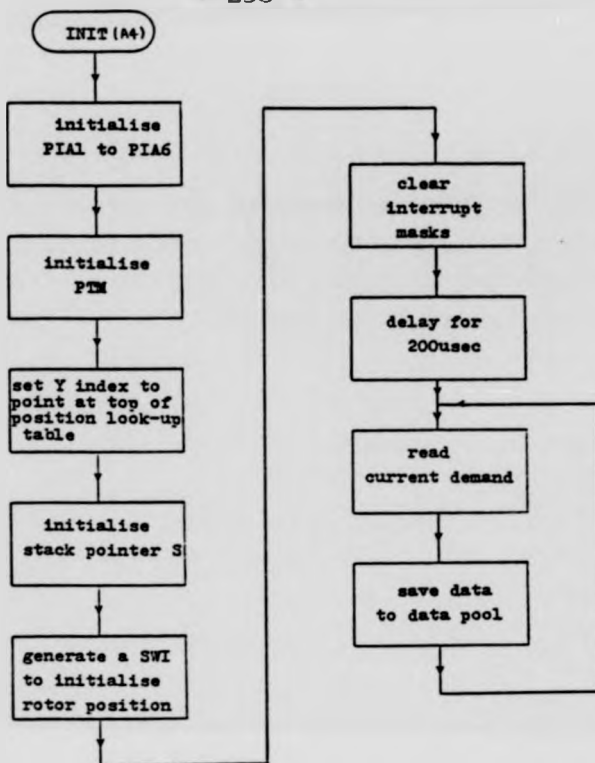 INIT (A4)
initialise
PIA1 to PIA6
initialise
PTM
set Y index to
point at top of
position look-up
table
initialise
stack pointer S
generate a SWI
to initialise
rotor position
clear
interrupt
masks
delay for
200usec
read
current demand
save data
to data pool